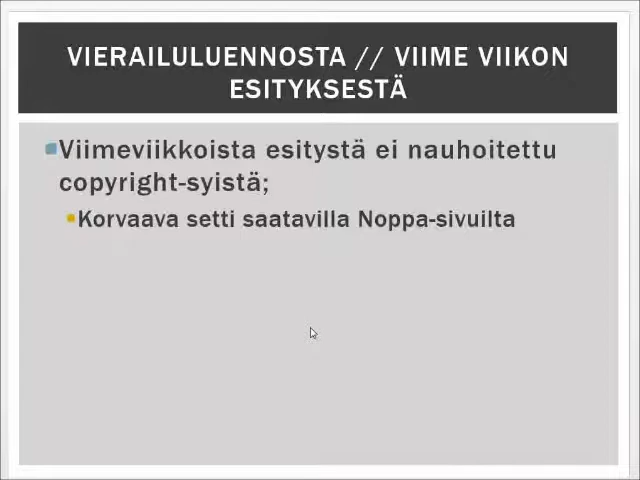 VIERAILULUENNOSTA // VIIME VIIKON
ESITYKSESTÄ
Viimeviikkoista esitystä ei nauhoitettu
copyright-syistä;
Korvaava setti saatavilla Noppa-sivuilta